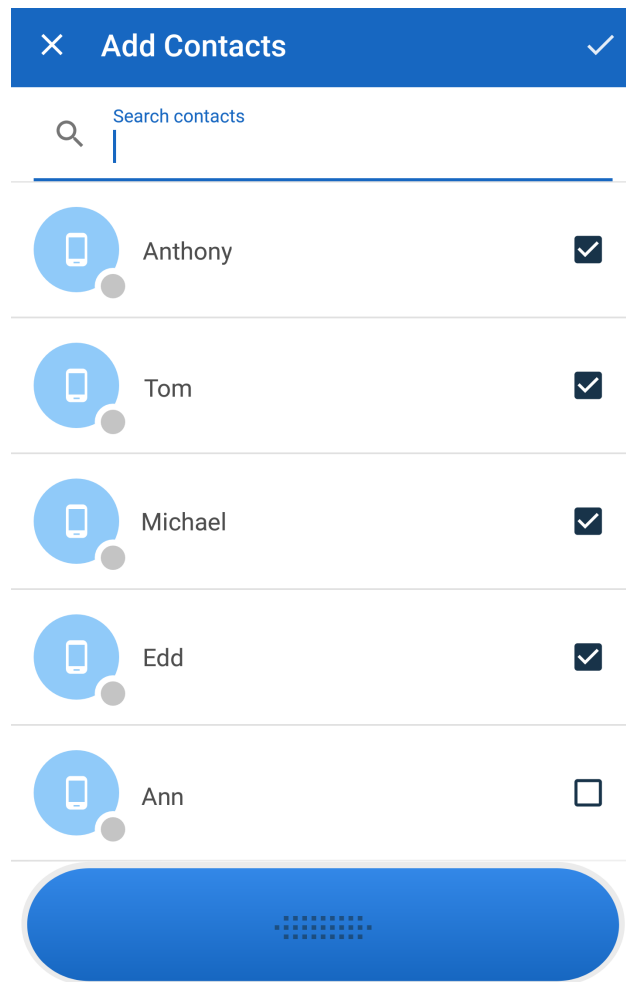 Add Contacts
Search contacts
Anthony
Tom
Michael
Edd
Ann